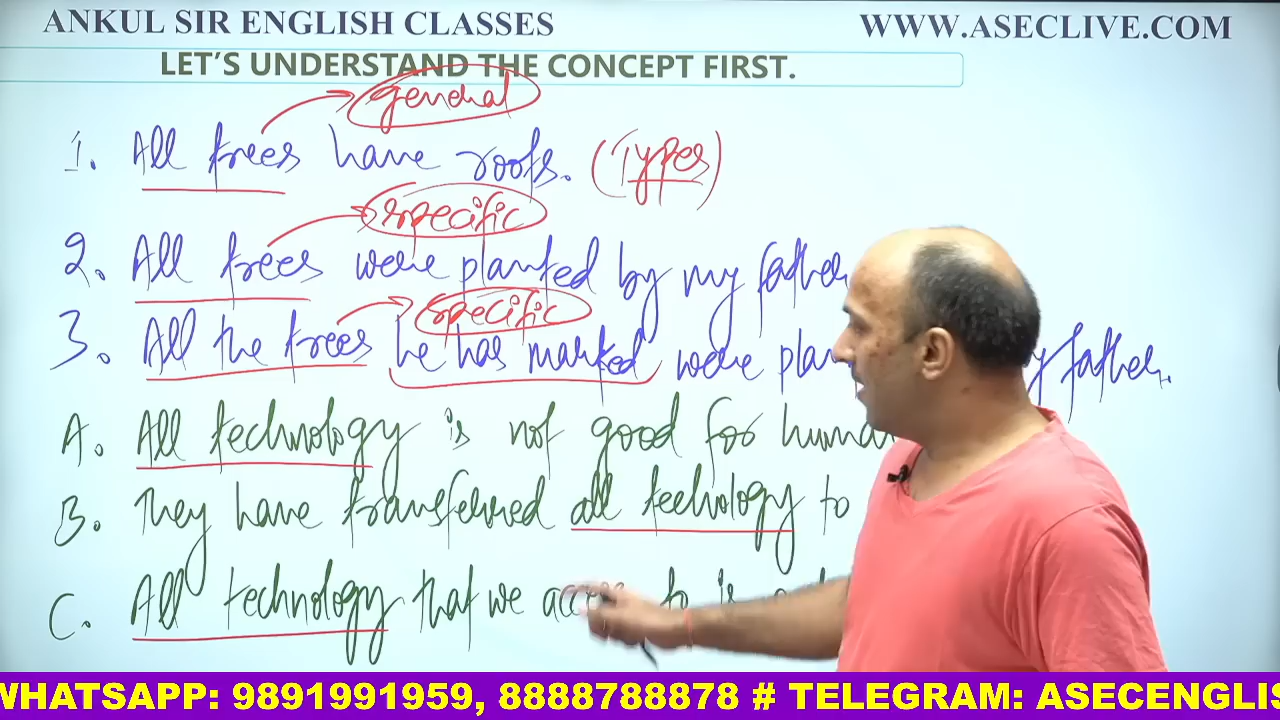 ANKUL SIR ENGLISH CLASSES
WWW.ASECLIVE.COM
LET'S UNDERSTAND THE CONCEPT FIRST.
general
1. All trees have roots. (Types)
specific
2. All trees were planted by my father
specific
3. All the trees he has marked were plan y father.
A. All technology is not good for human
B. They have transferred all technology to
C. All technology that we access to is
WHATSAPP: 9891991959, 8888788878 # TELEGRAM: ASECENGLIS